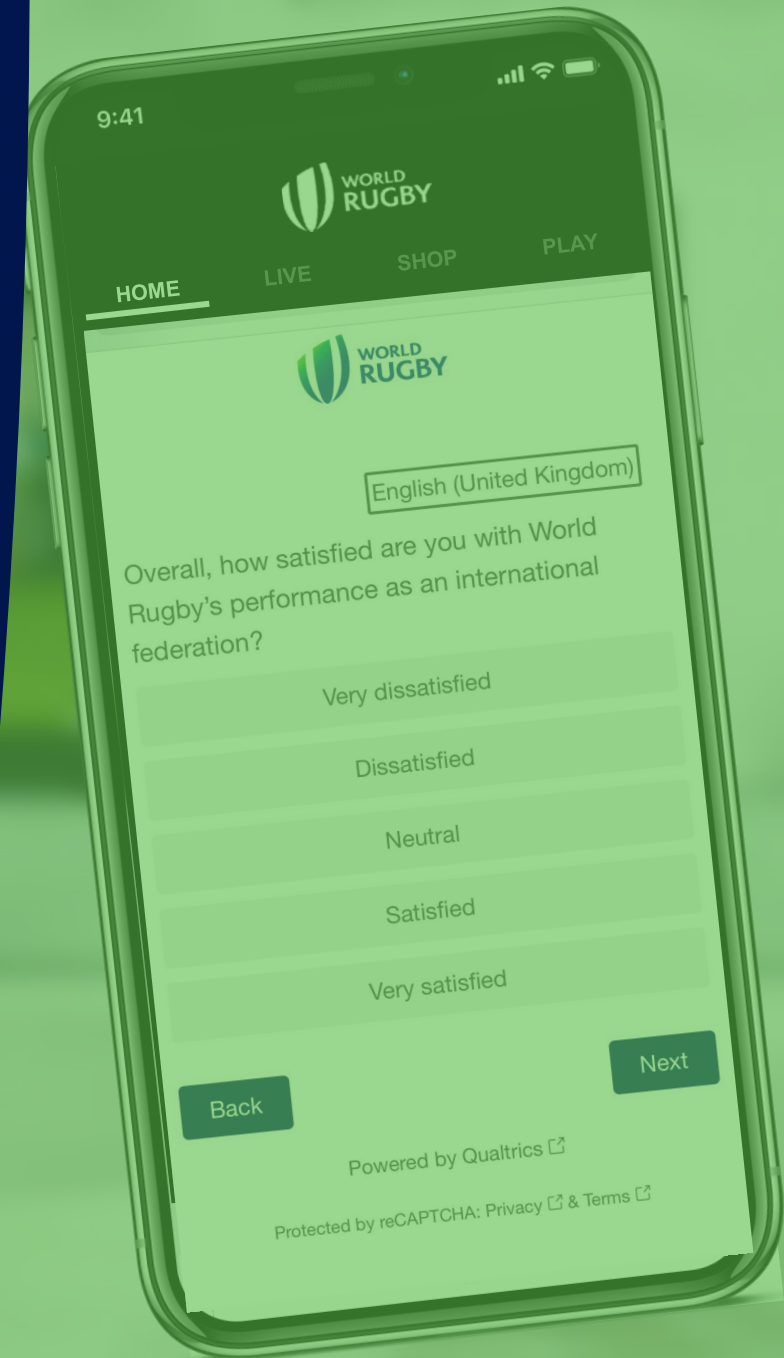 9:41
WORLD
RUGBY
HOME LIVE SHOP PLAY
WORLD
RUGBY
English (United Kingdom)
Overall, how satisfied are you with World
Rugby’s performance as an international
federation?
Very dissatisfied
Dissatisfied
Neutral
Satisfied
Very satisfied
Back Next
Powered by Qualtrics
Protected by reCAPTCHA: Privacy & Terms